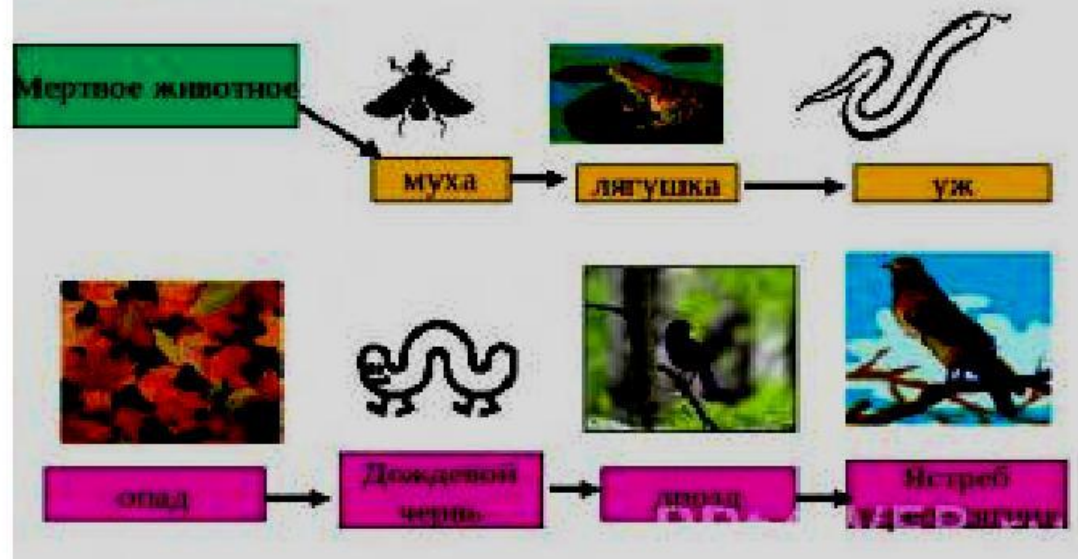 Мертвое животное
муха
лягушка
уж
опад
Дождевой
червь
дрозд
Ястреб